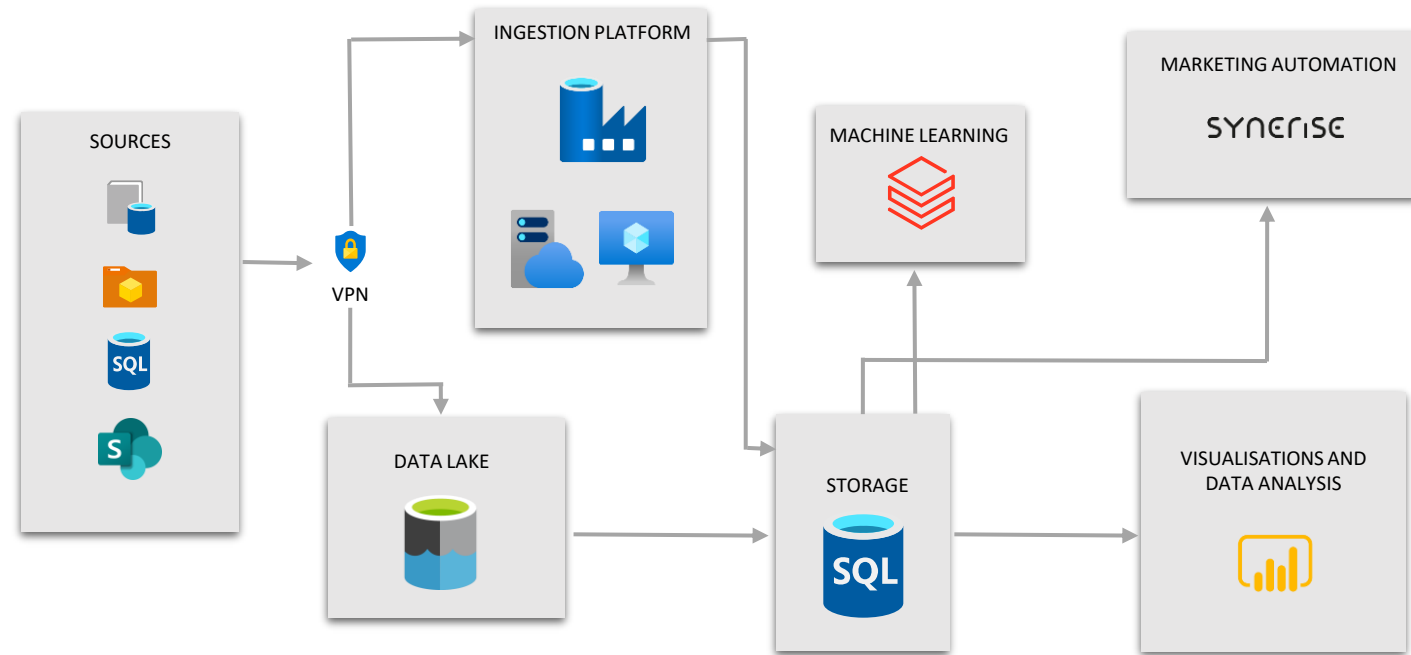 SOURCES
VPN
INGESTION PLATFORM
DATA LAKE
MACHINE LEARNING
STORAGE
MARKETING AUTOMATION
SYNERISE
VISUALISATIONS AND
DATA ANALYSIS
SQL
S
SQL